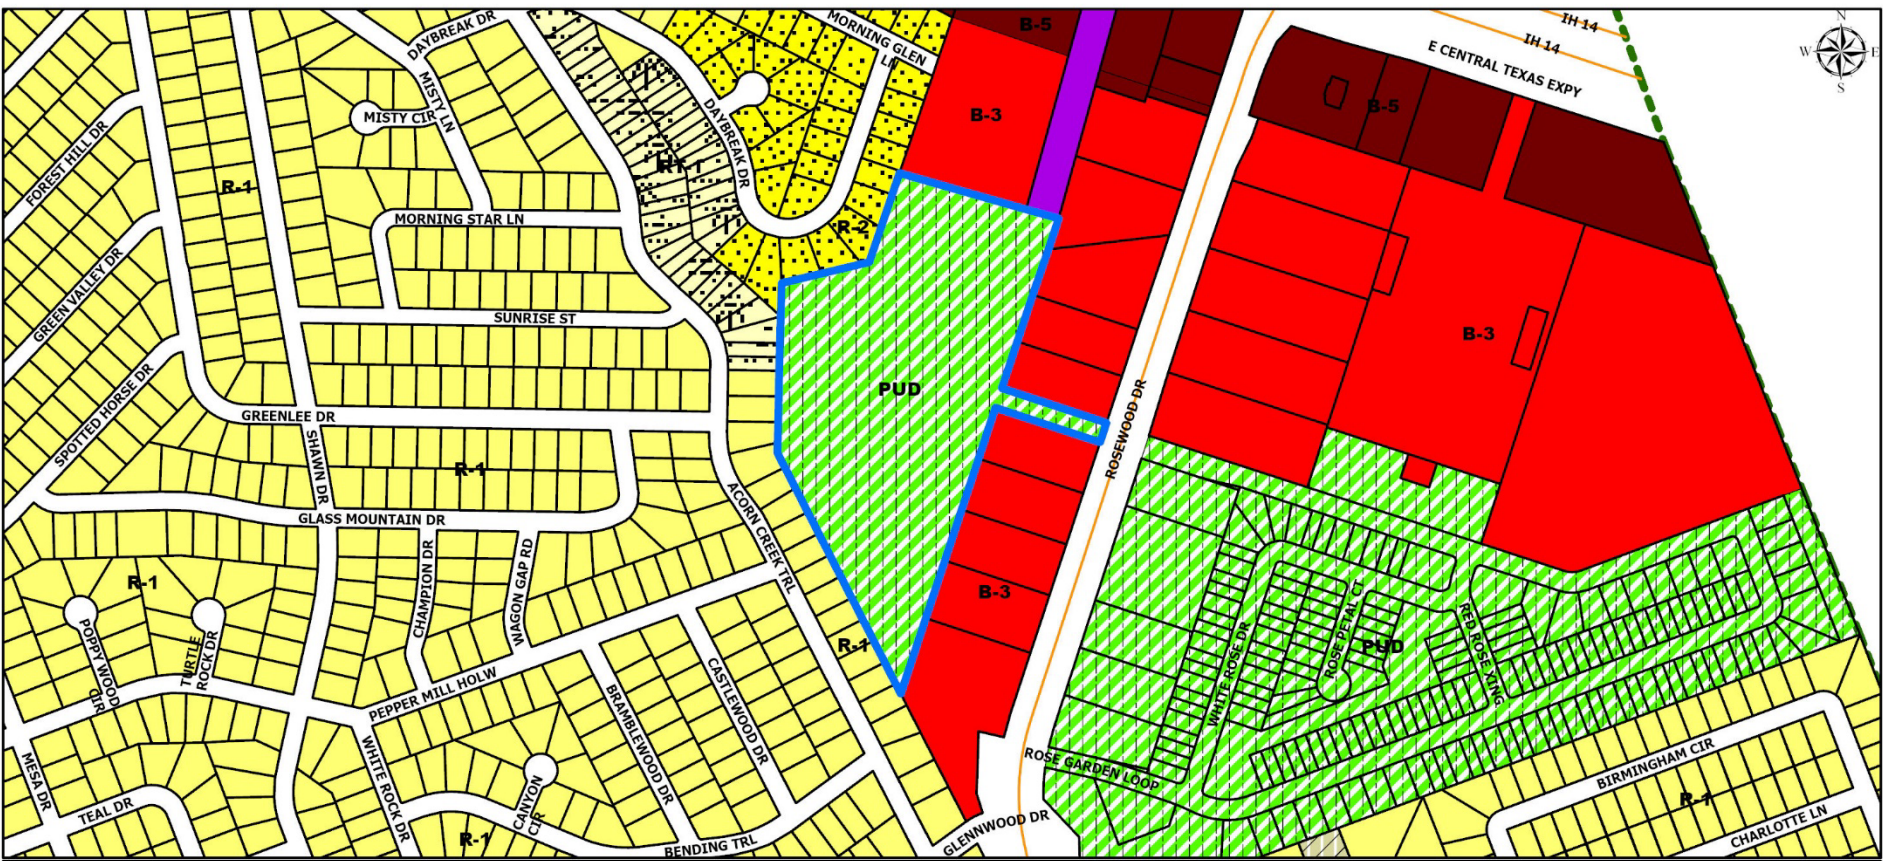 DAYBREAK DR
MORNING GLEN
LN
B-5
IH 14
IH 14
E CENTRAL TEXAS EXPY
N
W
E
S
MISTY LN
MISTY CIR
DAYBREAK DR
B-3
B-5
FOREST HILL DR
R-1
RT-1
MORNING STAR LN
R-2
GREEN VALLEY DR
SUNRISE ST
B-3
SPOTTED HORSE DR
GREENLEE DR
PUD
ROSEWOOD DR
SHAWN DR
R-1
GLASS MOUNTAIN DR
ACORN CREEK TRL
CHAMPION DR
WAGON GAP RD
R-1
B-3
POPPY WOOD
CIR
TURTLE
ROCK DR
R-1
WHITE ROSE DR
ROSE PETAL CT
PUD
RED ROSE XING
PEPPER MILL HOLW
BRAMBLEWOOD DR
CASTLEWOOD DR
MESA DR
WHITE ROCK DR
TEAL DR
CANYON
CIR
R-1
BENDING TRL
GLENNWOOD DR
ROSE GARDEN LOOP
BIRMINGHAM CIR
R-1
CHARLOTTE LN